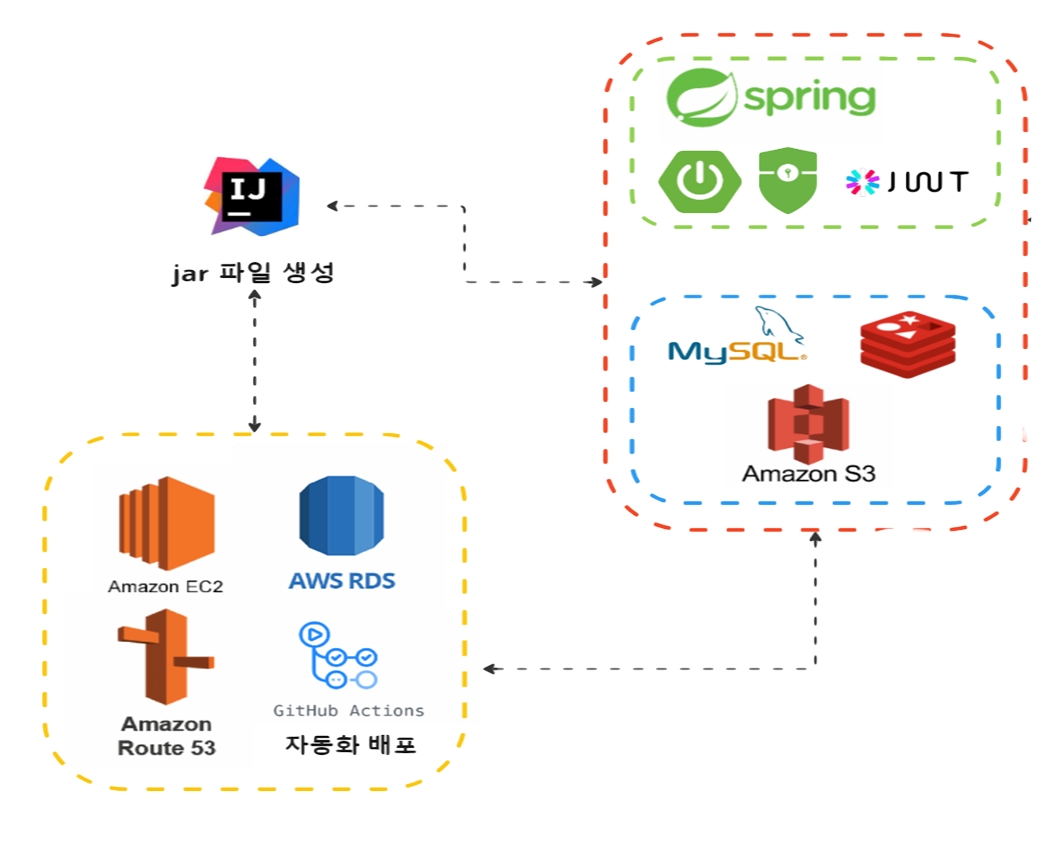 spring
IJ
JWT
jar 파일 생성
MySQL®
Amazon S3
Amazon EC2
AWS RDS
GitHub Actions
Amazon
Route 53
자동화 배포